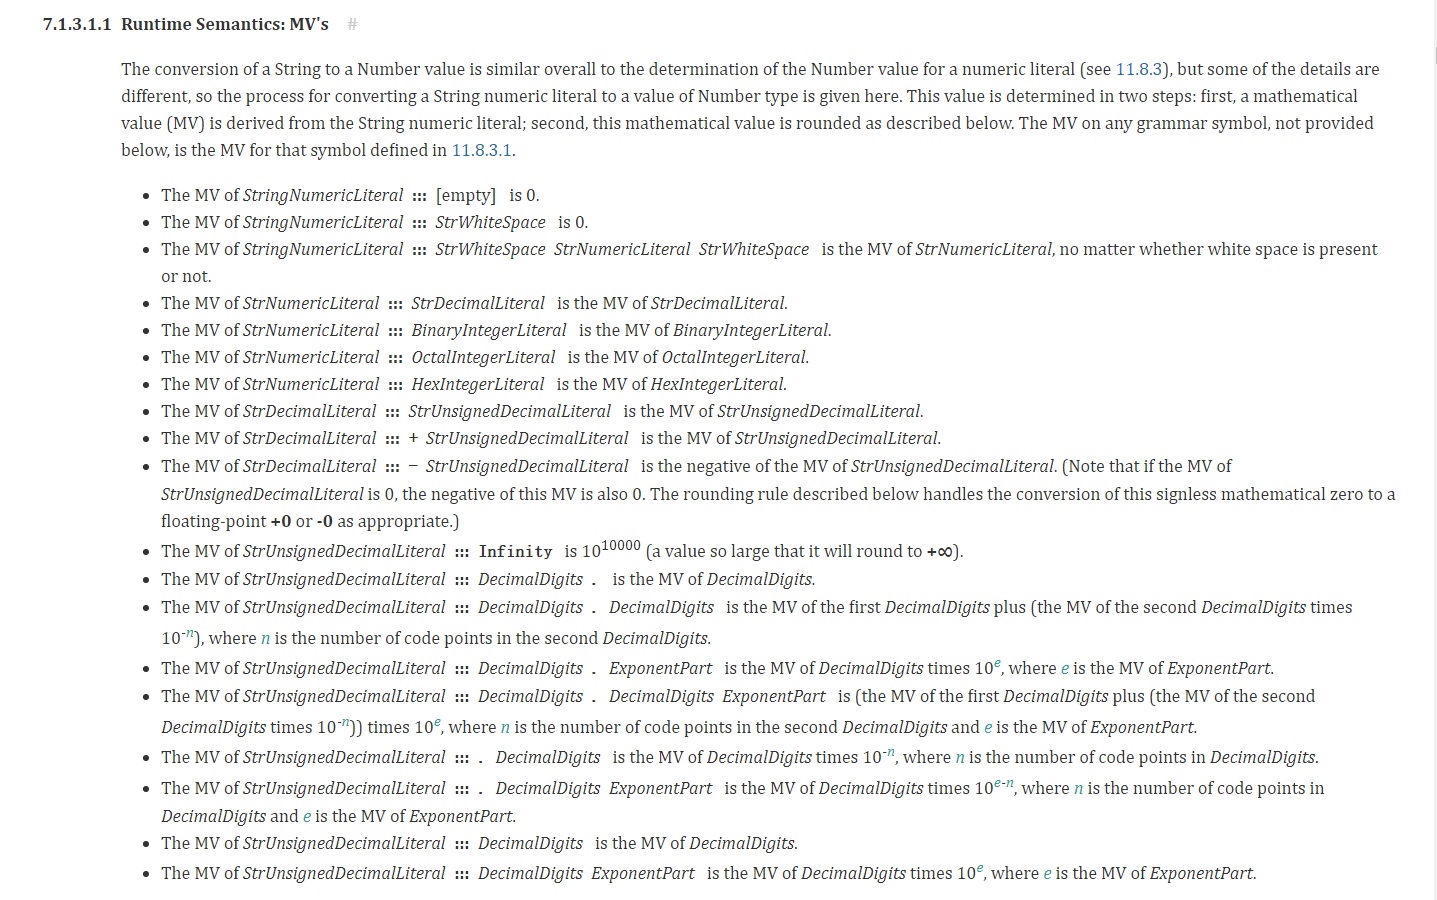 7.1.3.1.1 Runtime Semantics: MV's #
The conversion of a String to a Number value is similar overall to the determination of the Number value for a numeric literal (see 11.8.3), but some of the details are
different, so the process for converting a String numeric literal to a value of Number type is given here. This value is determined in two steps: first, a mathematical
value (MV) is derived from the String numeric literal; second, this mathematical value is rounded as described below. The MV on any grammar symbol, not provided
below, is the MV for that symbol defined in 11.8.3.1.
• The MV of StringNumericLiteral ::: [empty] is 0.
• The MV of StringNumericLiteral ::: StrWhiteSpace is 0.
• The MV of StringNumericLiteral ::: StrWhiteSpace StrNumericLiteral StrWhiteSpace is the MV of StrNumericLiteral, no matter whether white space is present
or not.
• The MV of StrNumericLiteral ::: StrDecimalLiteral is the MV of StrDecimalLiteral.
• The MV of StrNumericLiteral ::: BinaryIntegerLiteral is the MV of BinaryIntegerLiteral.
• The MV of StrNumericLiteral ::: OctalIntegerLiteral is the MV of OctalIntegerLiteral.
• The MV of StrNumericLiteral ::: HexIntegerLiteral is the MV of HexIntegerLiteral.
• The MV of StrDecimalLiteral ::: StrUnsignedDecimalLiteral is the MV of StrUnsignedDecimalLiteral.
• The MV of StrDecimalLiteral ::: + StrUnsignedDecimalLiteral is the MV of StrUnsignedDecimalLiteral.
• The MV of StrDecimalLiteral ::: − StrUnsignedDecimalLiteral is the negative of the MV of StrUnsignedDecimalLiteral. (Note that if the MV of
StrUnsignedDecimalLiteral is 0, the negative of this MV is also 0. The rounding rule described below handles the conversion of this signless mathematical zero to a
floating-point +0 or -0 as appropriate.)
• The MV of StrUnsignedDecimalLiteral ::: Infinity is 10^10000 (a value so large that it will round to +∞).
• The MV of StrUnsignedDecimalLiteral ::: DecimalDigits . is the MV of DecimalDigits.
• The MV of StrUnsignedDecimalLiteral ::: DecimalDigits . DecimalDigits is the MV of the first DecimalDigits plus (the MV of the second DecimalDigits times
10^-n), where n is the number of code points in the second DecimalDigits.
• The MV of StrUnsignedDecimalLiteral ::: DecimalDigits . ExponentPart is the MV of DecimalDigits times 10^e, where e is the MV of ExponentPart.
• The MV of StrUnsignedDecimalLiteral ::: DecimalDigits . DecimalDigits ExponentPart is (the MV of the first DecimalDigits plus (the MV of the second
DecimalDigits times 10^-n)) times 10^e, where n is the number of code points in the second DecimalDigits and e is the MV of ExponentPart.
• The MV of StrUnsignedDecimalLiteral ::: . DecimalDigits is the MV of DecimalDigits times 10^-n, where n is the number of code points in DecimalDigits.
• The MV of StrUnsignedDecimalLiteral ::: . DecimalDigits ExponentPart is the MV of DecimalDigits times 10^e-n, where n is the number of code points in
DecimalDigits and e is the MV of ExponentPart.
• The MV of StrUnsignedDecimalLiteral ::: DecimalDigits is the MV of DecimalDigits.
• The MV of StrUnsignedDecimalLiteral ::: DecimalDigits ExponentPart is the MV of DecimalDigits times 10^e, where e is the MV of ExponentPart.